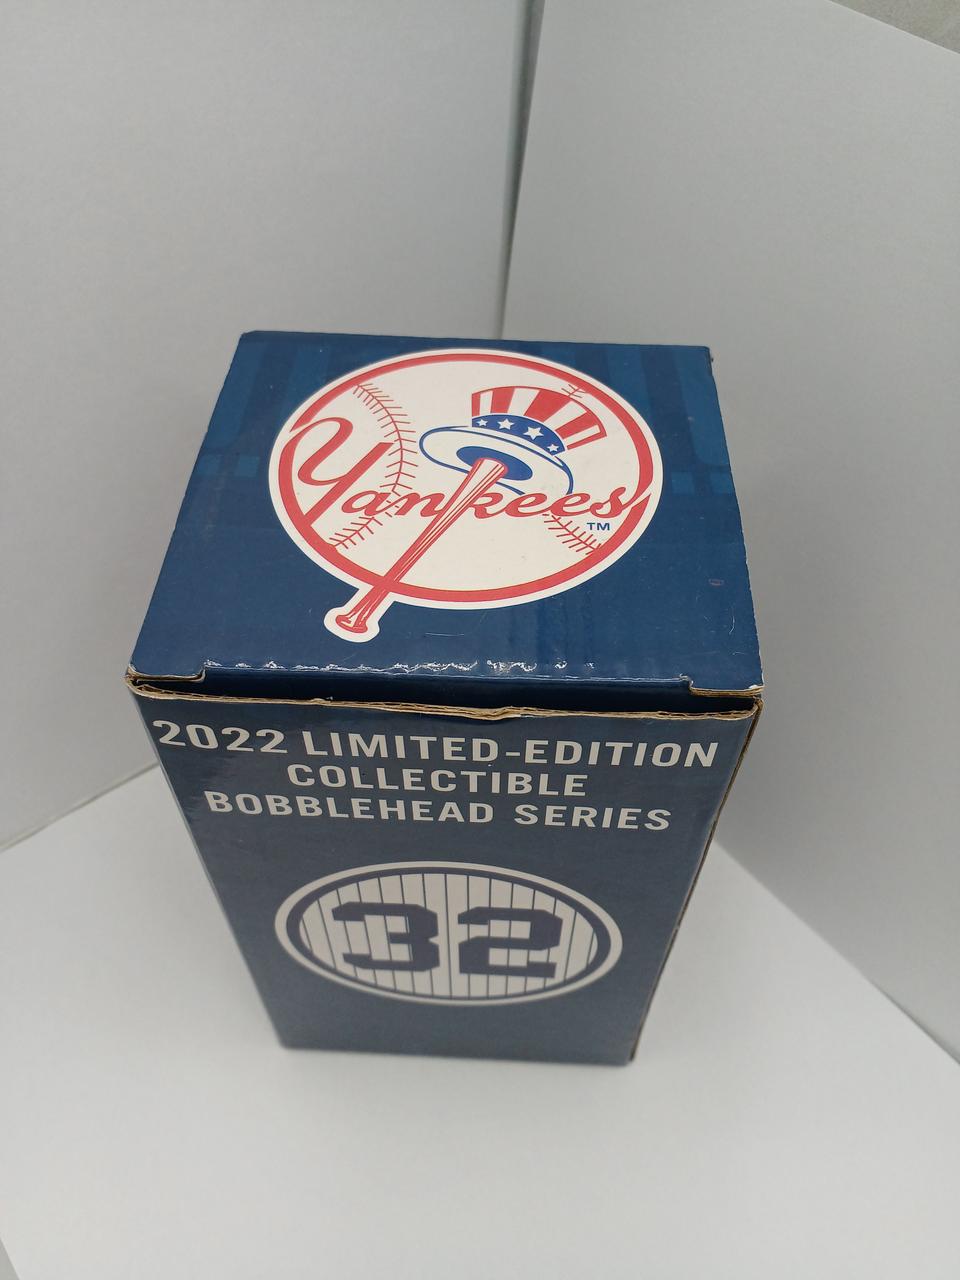 Yankees
TM
2022 LIMITED-EDITION
COLLECTIBLE
BOBBLEHEAD SERIES
32